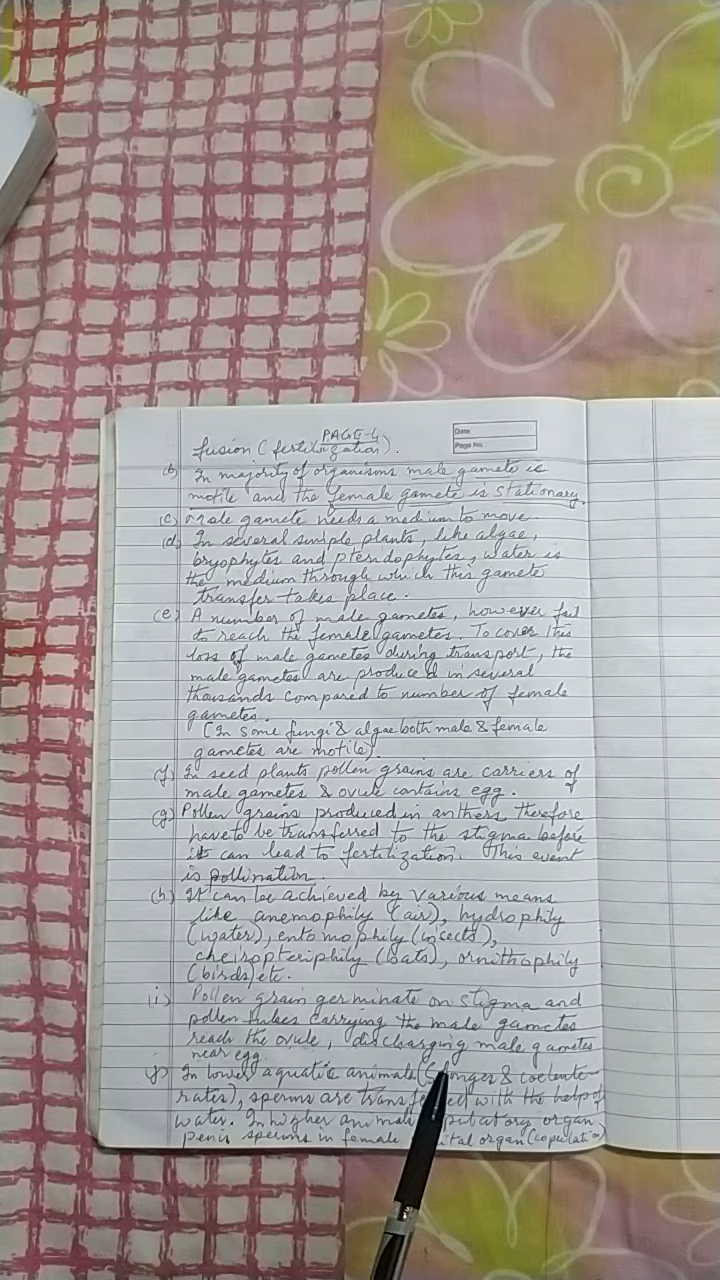 PAGE-4
fusion (fertilization).
Date
Page No.
(b) In majority of organisms male gamete is
motile and the female gamete is stationary.
(c) Male gamete needs a medium to move.
(d) In several simple plants, like algae,
bryophytes and pteridophytes, water is
the medium through which this gamete
transfer takes place.
(e) A number of male gametes, however fail
to reach the female gametes. To cover this
loss of male gametes during transport, the
male gametes are produced in several
thousands compared to number of female
gametes.
(In some fungi & algae both male & female
gametes are motile).
(f) In seed plants pollen grains are carriers of
male gametes & ovule contains egg.
(g) Pollen grains produced in anthers therefore
have to be transferred to the stigma before
it can lead to fertilization. This event
is pollination.
(h) It can be achieved by various means
like anemophily (air), hydrophily
(water), entomophily (insects),
cheiropteriphily (bats), ornithophily
(birds) etc.
(i) Pollen grain germinate on stigma and
pollen tubes carrying the male gametes
reach the ovule, discharging male gametes
near egg.
(j) In lower aquatic animals & coelente-
rates), sperms are with the help of
water. In higher organ
penis sperms in female organ (copulation)